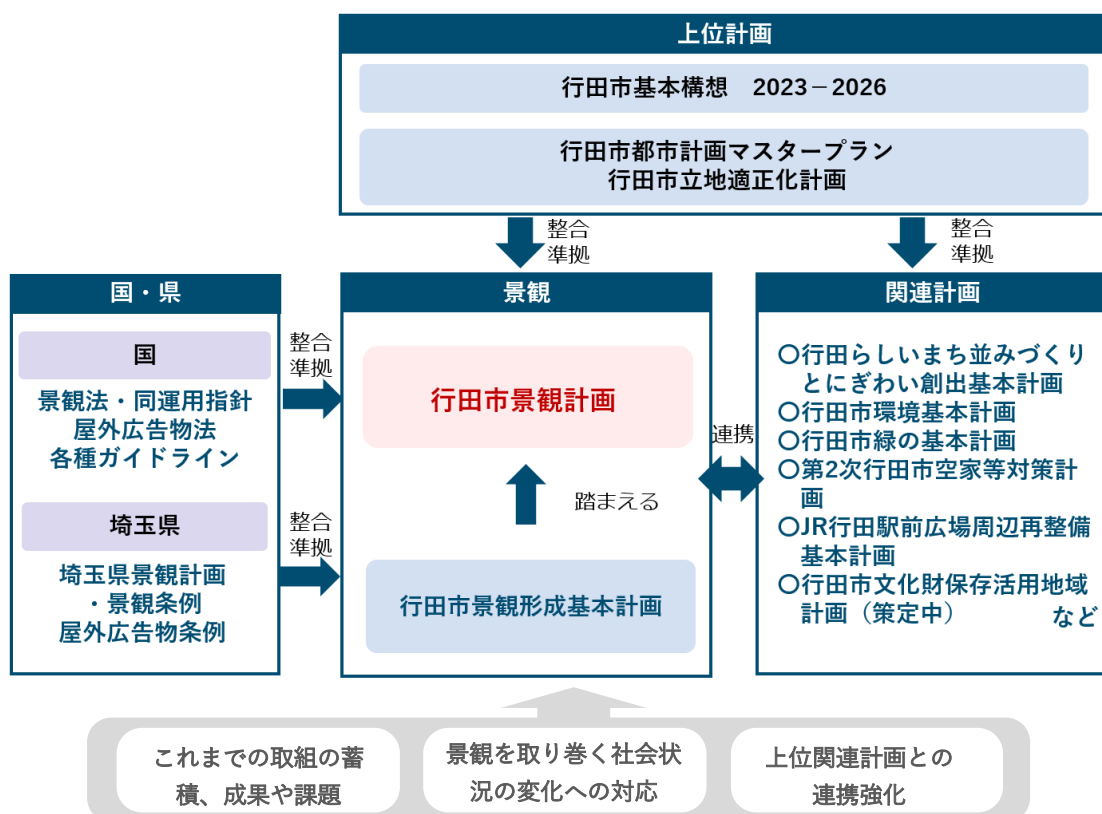 上位計画
行田市基本構想　2023－2026
行田市都市計画マスタープラン
行田市立地適正化計画
整合
準拠
整合
準拠
国・県
国
景観法・同運用指針
屋外広告物法
各種ガイドライン
埼玉県
埼玉県景観計画
・景観条例
屋外広告物条例
整合
準拠
整合
準拠
景観
行田市景観計画
踏まえる
行田市景観形成基本計画
連携
関連計画
〇行田らしいまち並みづくり
とにぎわい創出基本計画
〇行田市環境基本計画
〇行田市緑の基本計画
〇第2次行田市空家等対策計
画
〇JR行田駅前広場周辺再整備
基本計画
〇行田市文化財保存活用地域
計画（策定中）
など
これまでの取組の蓄
積、成果や課題
景観を取り巻く社会状
況の変化への対応
上位関連計画との
連携強化